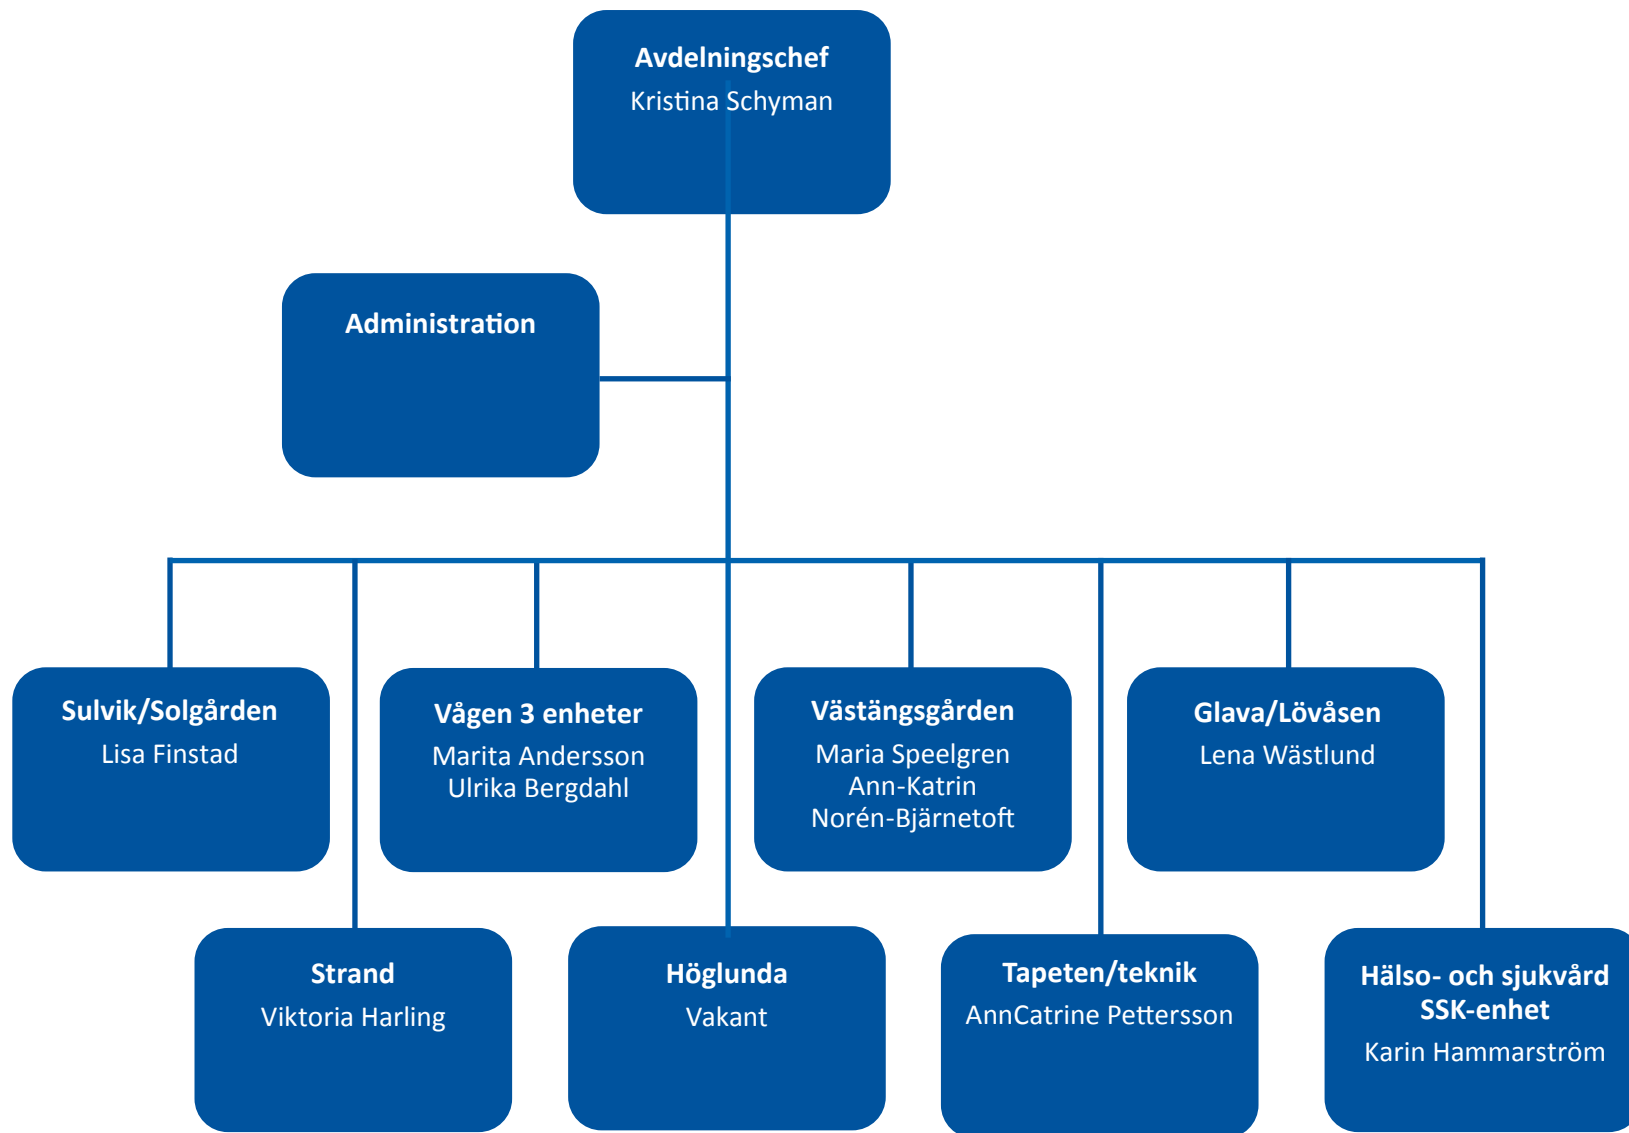 Avdelningschef
Kristina Schyman
Administration
Sulvik/Solgården
Lisa Finstad
Vågen 3 enheter
Marita Andersson
Ulrika Bergdahl
Västängsgården
Maria Speelgren
Ann-Katrin
Norén-Bjärnetoft
Glava/Lövåsen
Lena Wästlund
Strand
Viktoria Harling
Höglunda
Vakant
Tapeten/teknik
AnnCatrine Pettersson
Hälso- och sjukvård
SSK-enhet
Karin Hammarström